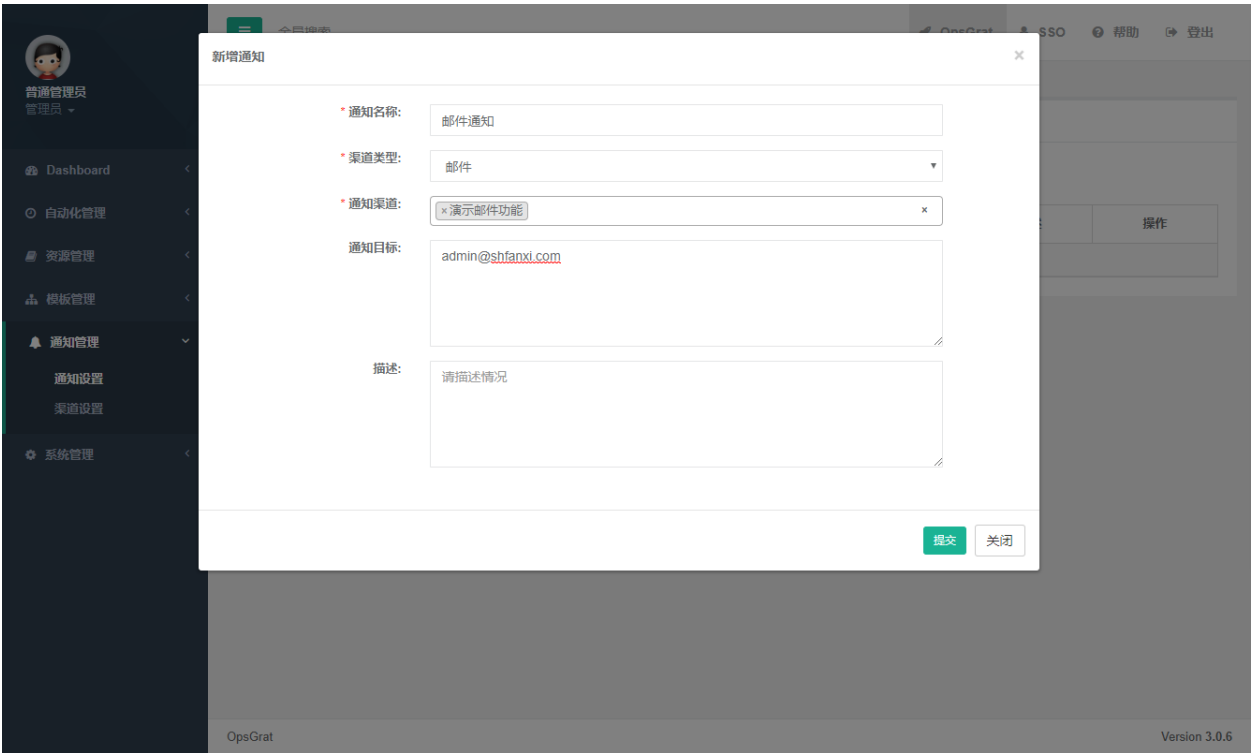 全局搜索
OpsGrat
SSO
帮助
登出
普通管理员
管理员
Dashboard
自动化管理
资源管理
模板管理
通知管理
通知设置
渠道设置
系统管理
新增通知
×
* 通知名称:
邮件通知
* 渠道类型:
邮件
* 通知渠道:
×演示邮件功能
×
通知目标:
admin@shfanxi.com
描述:
请描述情况
提交
关闭
操作
OpsGrat
Version 3.0.6